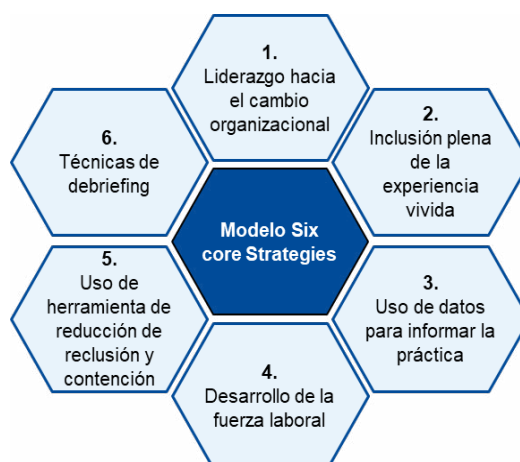 1.
Liderazgo hacia
el cambio
organizacional
2.
Inclusión plena
de la
experiencia
vivida
3.
Uso de datos
para informar la
práctica
4.
Desarrollo de la
fuerza laboral
5.
Uso de
herramienta de
reducción de
reclusión y
contención
6.
Técnicas de
debriefing
Modelo Six
core Strategies